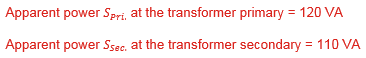 Apparent power S_Pri. at the transformer primary = 120 VA
Apparent power S_sec. at the transformer secondary = 110 VA